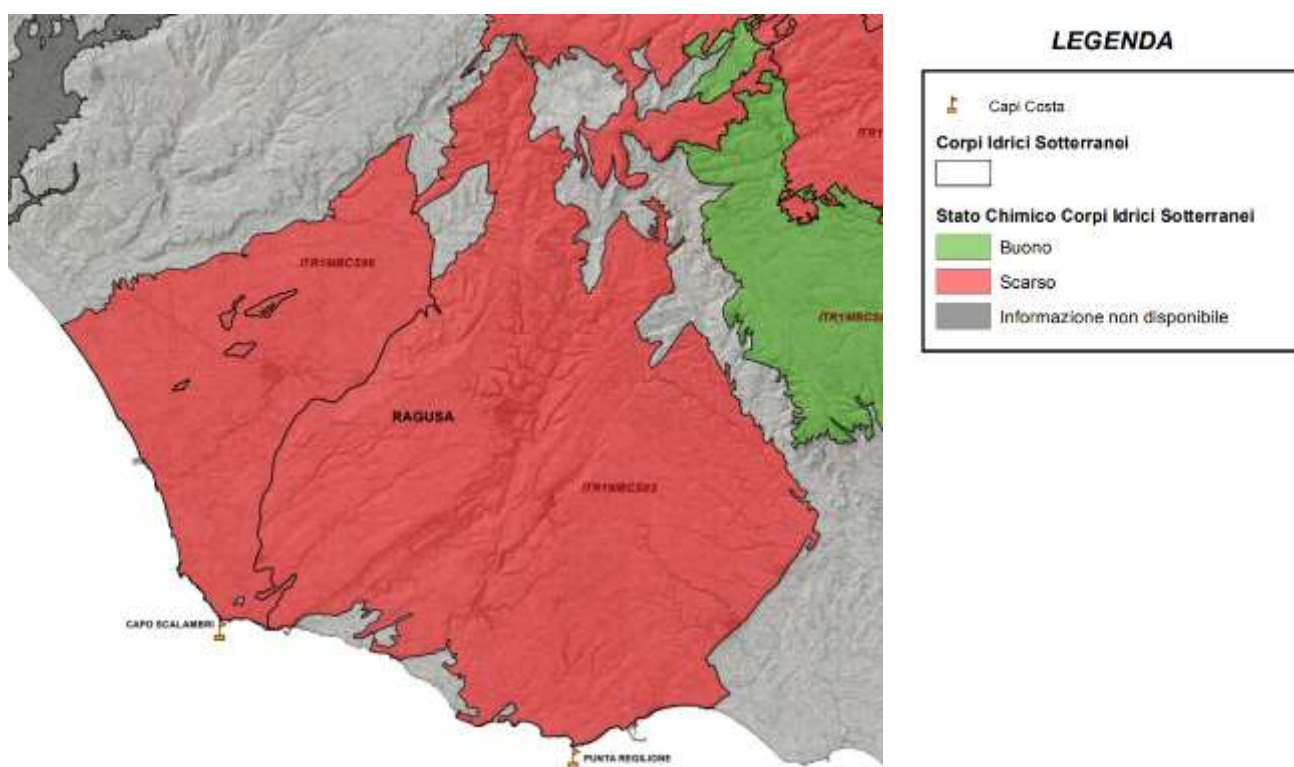 LEGENDA
Capi Costa
Corpi Idrici Sotterranei
Stato Chimico Corpi Idrici Sotterranei
Buono
Scarso
Informazione non disponibile
RAGUSA
CAPO SCALAMBRI
PUNTA REGILIONE